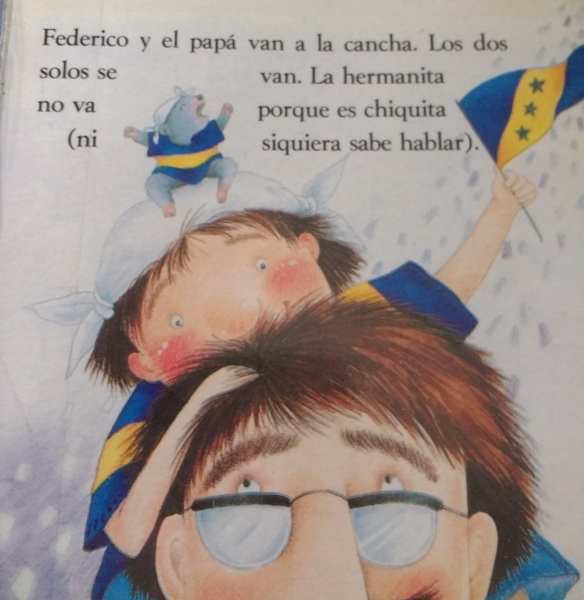 Federico y el papá van a la cancha. Los dos
solos se van. La hermanita
no va porque es chiquita
(ni siquiera sabe hablar).